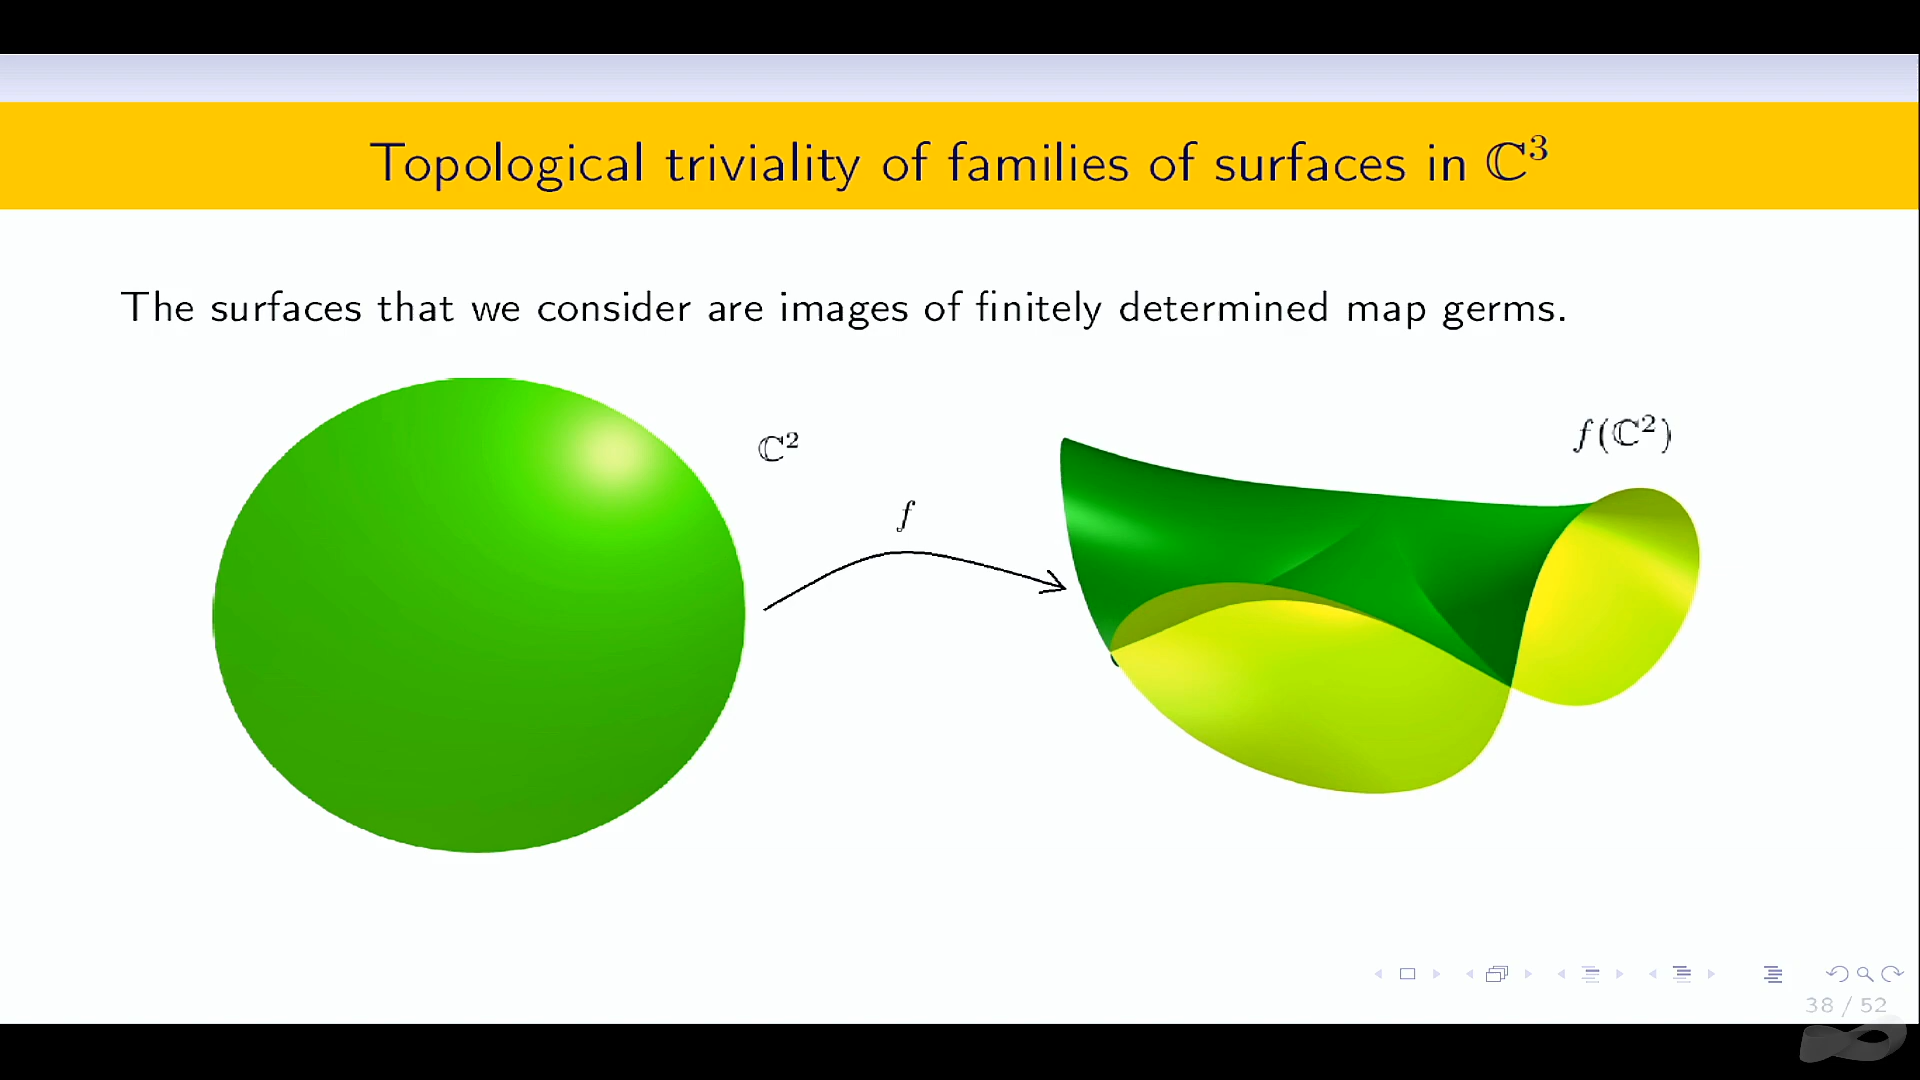 Topological triviality of families of surfaces in ℂ³
The surfaces that we consider are images of finitely determined map germs.
ℂ²
f
f(ℂ²)
38 / 52